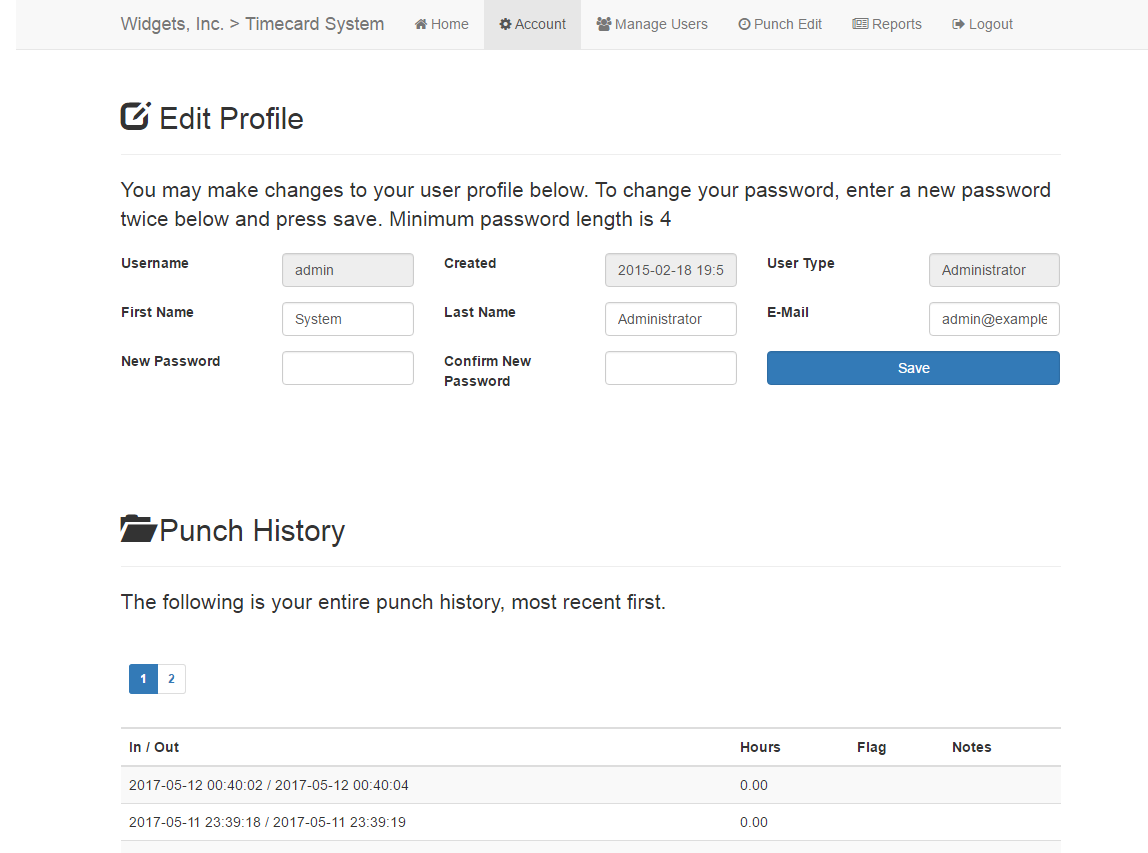 Widgets, Inc. > Timecard System Home Account Manage Users Punch Edit Reports Logout
Edit Profile
You may make changes to your user profile below. To change your password, enter a new password
twice below and press save. Minimum password length is 4
Username admin Created 2015-02-18 19:5 User Type Administrator
First Name System Last Name Administrator E-Mail admin@example
New Password Confirm New Save
Password
Punch History
The following is your entire punch history, most recent first.
1 2
In / Out Hours Flag Notes
2017-05-12 00:40:02 / 2017-05-12 00:40:04 0.00
2017-05-11 23:39:18 / 2017-05-11 23:39:19 0.00